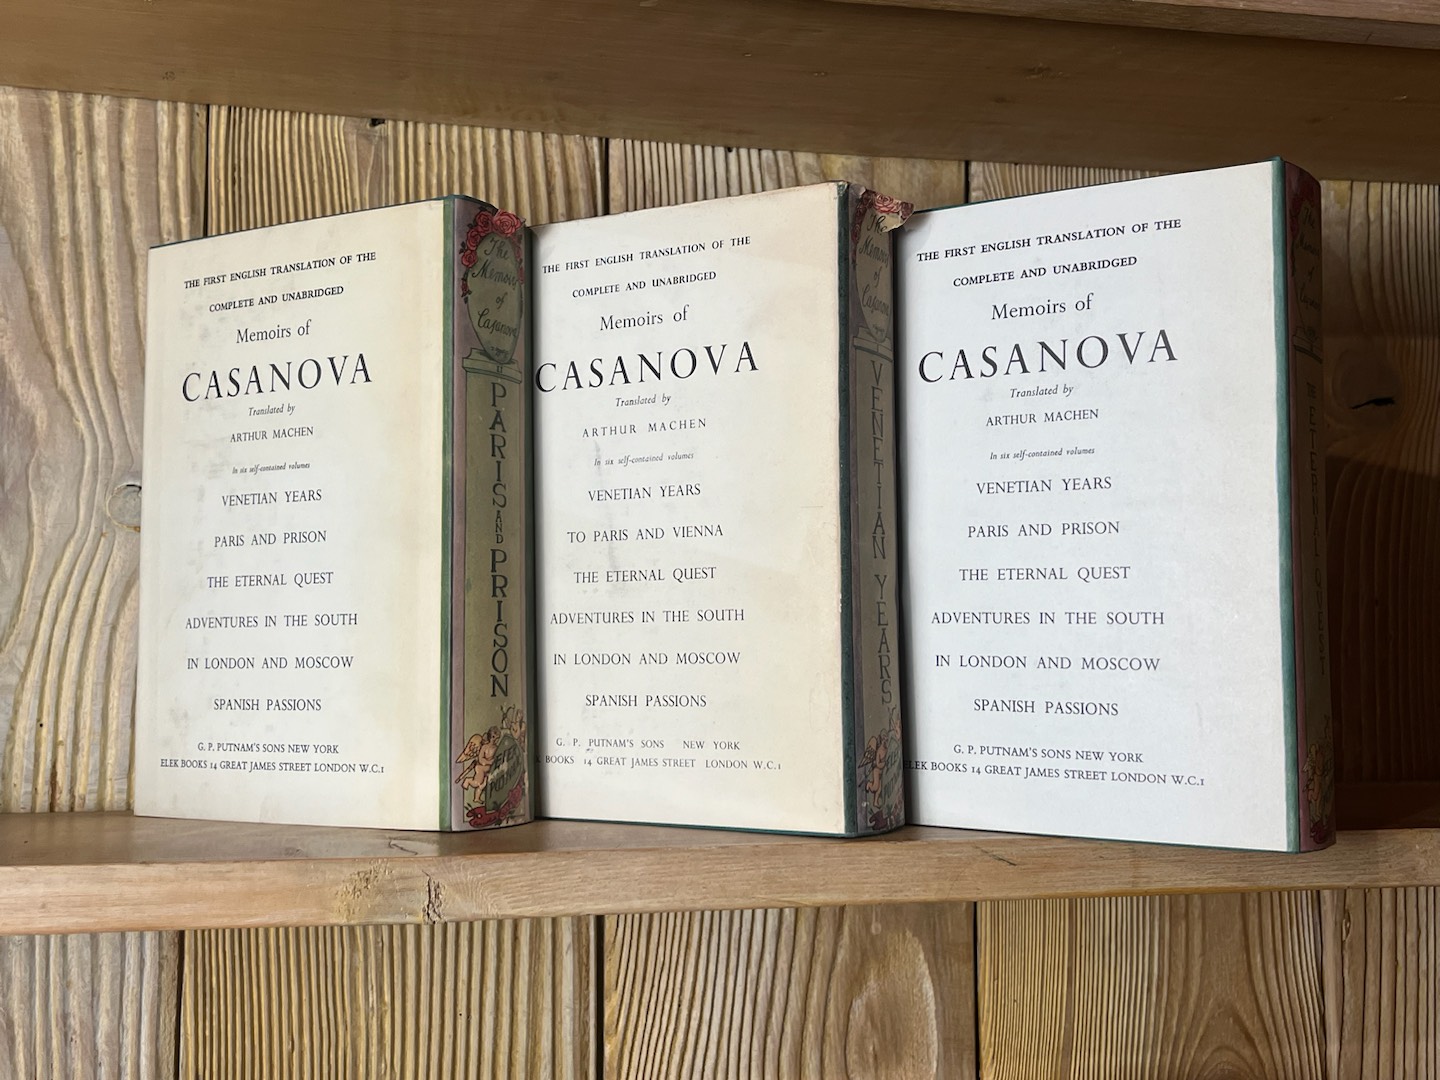 THE FIRST ENGLISH TRANSLATION OF THE
COMPLETE AND UNABRIDGED
Memoirs of
CASANOVA
Translated by
ARTHUR MACHEN
In six self-contained volumes
VENETIAN YEARS
PARIS AND PRISON
THE ETERNAL QUEST
ADVENTURES IN THE SOUTH
IN LONDON AND MOSCOW
SPANISH PASSIONS
G. P. PUTNAM'S SONS NEW YORK
ELEK BOOKS 14 GREAT JAMES STREET LONDON W.C.1
The
Memoirs
of
Casanova
PARIS AND PRISON
ELEK
THE FIRST ENGLISH TRANSLATION OF THE
COMPLETE AND UNABRIDGED
Memoirs of
CASANOVA
Translated by
ARTHUR MACHEN
In six self-contained volumes
VENETIAN YEARS
TO PARIS AND VIENNA
THE ETERNAL QUEST
ADVENTURES IN THE SOUTH
IN LONDON AND MOSCOW
SPANISH PASSIONS
G. P. PUTNAM'S SONS NEW YORK
BOOKS 14 GREAT JAMES STREET LONDON W.C.1
The
Memoirs
of
Casanova
VENETIAN YEARS
ELEK
THE FIRST ENGLISH TRANSLATION OF THE
COMPLETE AND UNABRIDGED
Memoirs of
CASANOVA
Translated by
ARTHUR MACHEN
In six self-contained volumes
VENETIAN YEARS
PARIS AND PRISON
THE ETERNAL QUEST
ADVENTURES IN THE SOUTH
IN LONDON AND MOSCOW
SPANISH PASSIONS
G. P. PUTNAM'S SONS NEW YORK
ELEK BOOKS 14 GREAT JAMES STREET LONDON W.C.1
The
THE ETERNAL QUEST